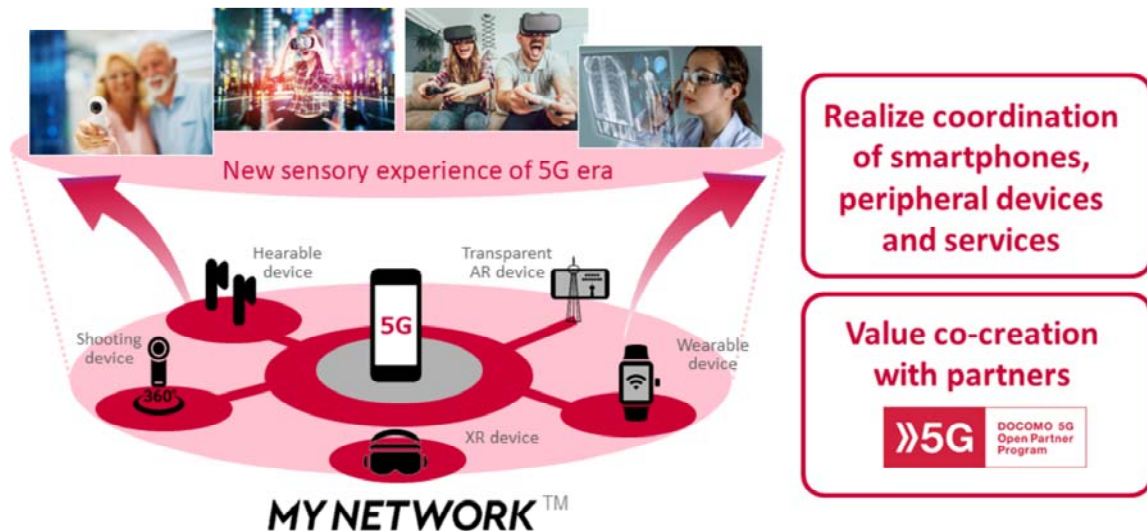 New sensory experience of 5G era
Hearable
device
Transparent
AR device
5G
Shooting
device
360°
Wearable
device
XR device
MY NETWORK™
Realize coordination
of smartphones,
peripheral devices
and services
Value co-creation
with partners
5G
DOCOMO 5G
Open Partner
Program